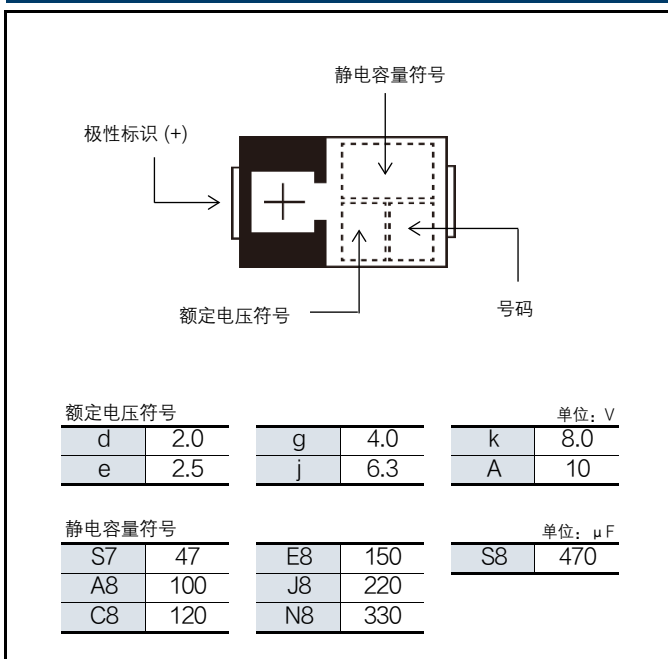 静电容量符号
极性标识 (+)
额定电压符号
号码
额定电压符号 单位：V
d 2.0 g 4.0 k 8.0
e 2.5 j 6.3 A 10
静电容量符号 单位：μF
S7 47 E8 150 S8 470
A8 100 J8 220
C8 120 N8 330